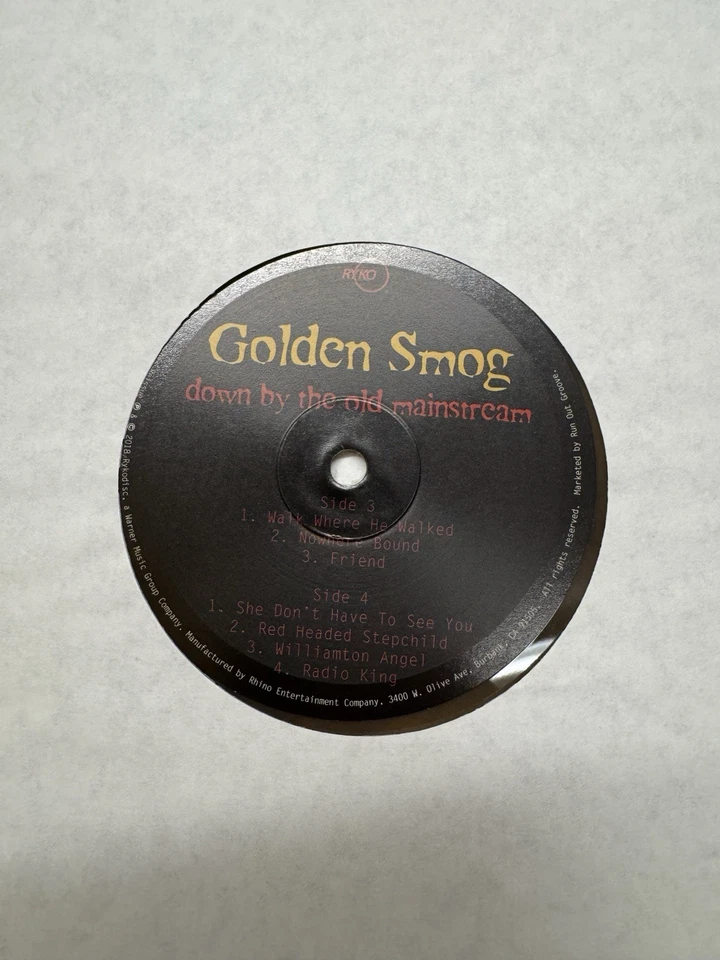 RYKO
Golden Smog
down by the old mainstream
Side 3
1. Walk Where He Walked
2. Nowhere Bound
3. Friend
Side 4
1. She Don't Have To See You
2. Red Headed Stepchild
3. Williamton Angel
4. Radio King
℗ & © 2018 Rykodisc, a Warner Music Group Company. Manufactured by Rhino Entertainment Company, 3400 W. Olive Ave, Burbank, CA 91505. All rights reserved. Marketed by Run Out Groove.